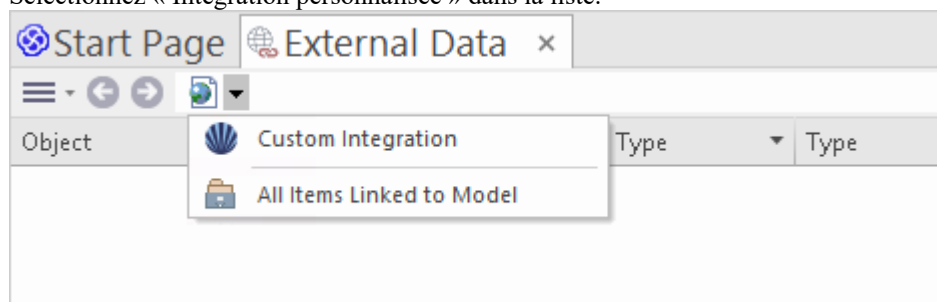 Sélectionnez « Intégration personnalisée » dans la liste.
Start Page External Data ×
Object Custom Integration Type Type
All Items Linked to Model